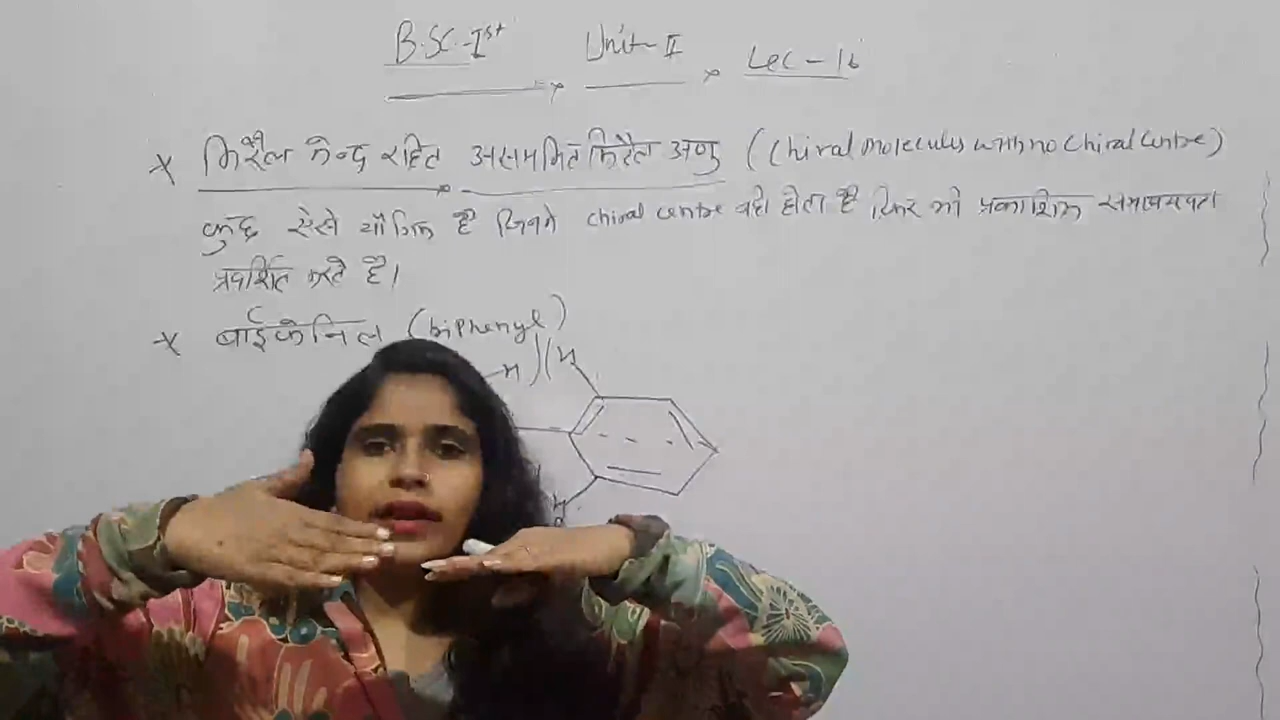 B.SC-Ist Unit-II Lec-16
* किरैल केन्द्र रहित असममित किरैल अणु (Chiral molecules with no Chiral Centre)
कुछ ऐसे यौगिक है जिनमे chiral centre नही होता है फिर भी प्रकाशिक समावयवता
प्रदर्शित करते है।
* बाईफेनिल (biphenyl)
H H
H